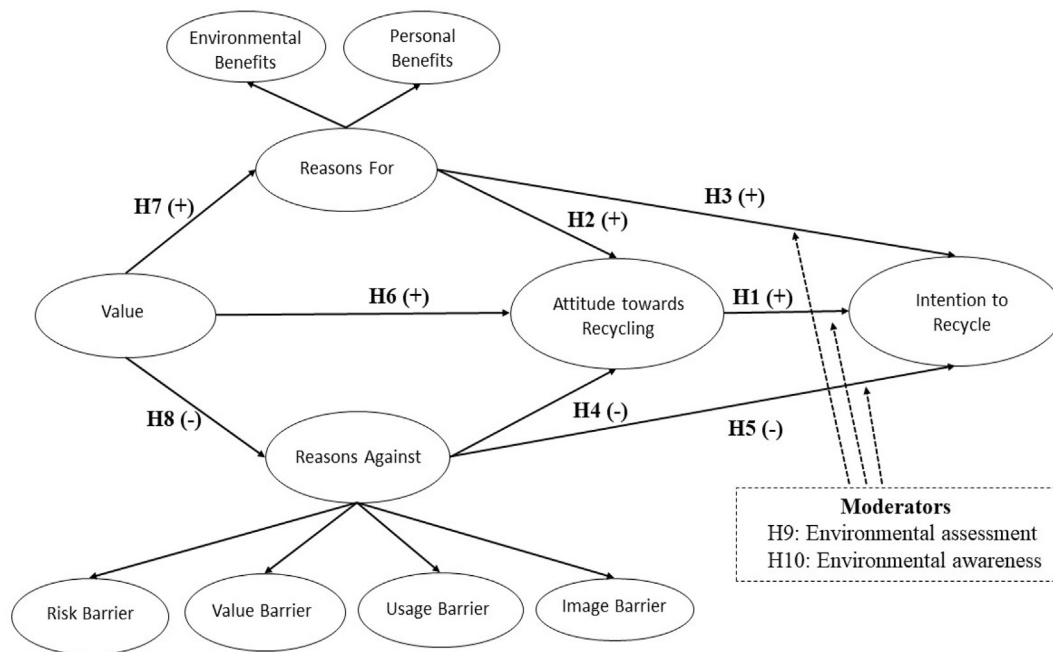 Environmental
Benefits
Personal
Benefits
Reasons For
H7 (+)
H3 (+)
H2 (+)
Value
H6 (+)
Attitude towards
Recycling
H1 (+)
Intention to
Recycle
H8 (-)
H4 (-)
H5 (-)
Reasons Against
Moderators
H9: Environmental assessment
H10: Environmental awareness
Risk Barrier
Value Barrier
Usage Barrier
Image Barrier